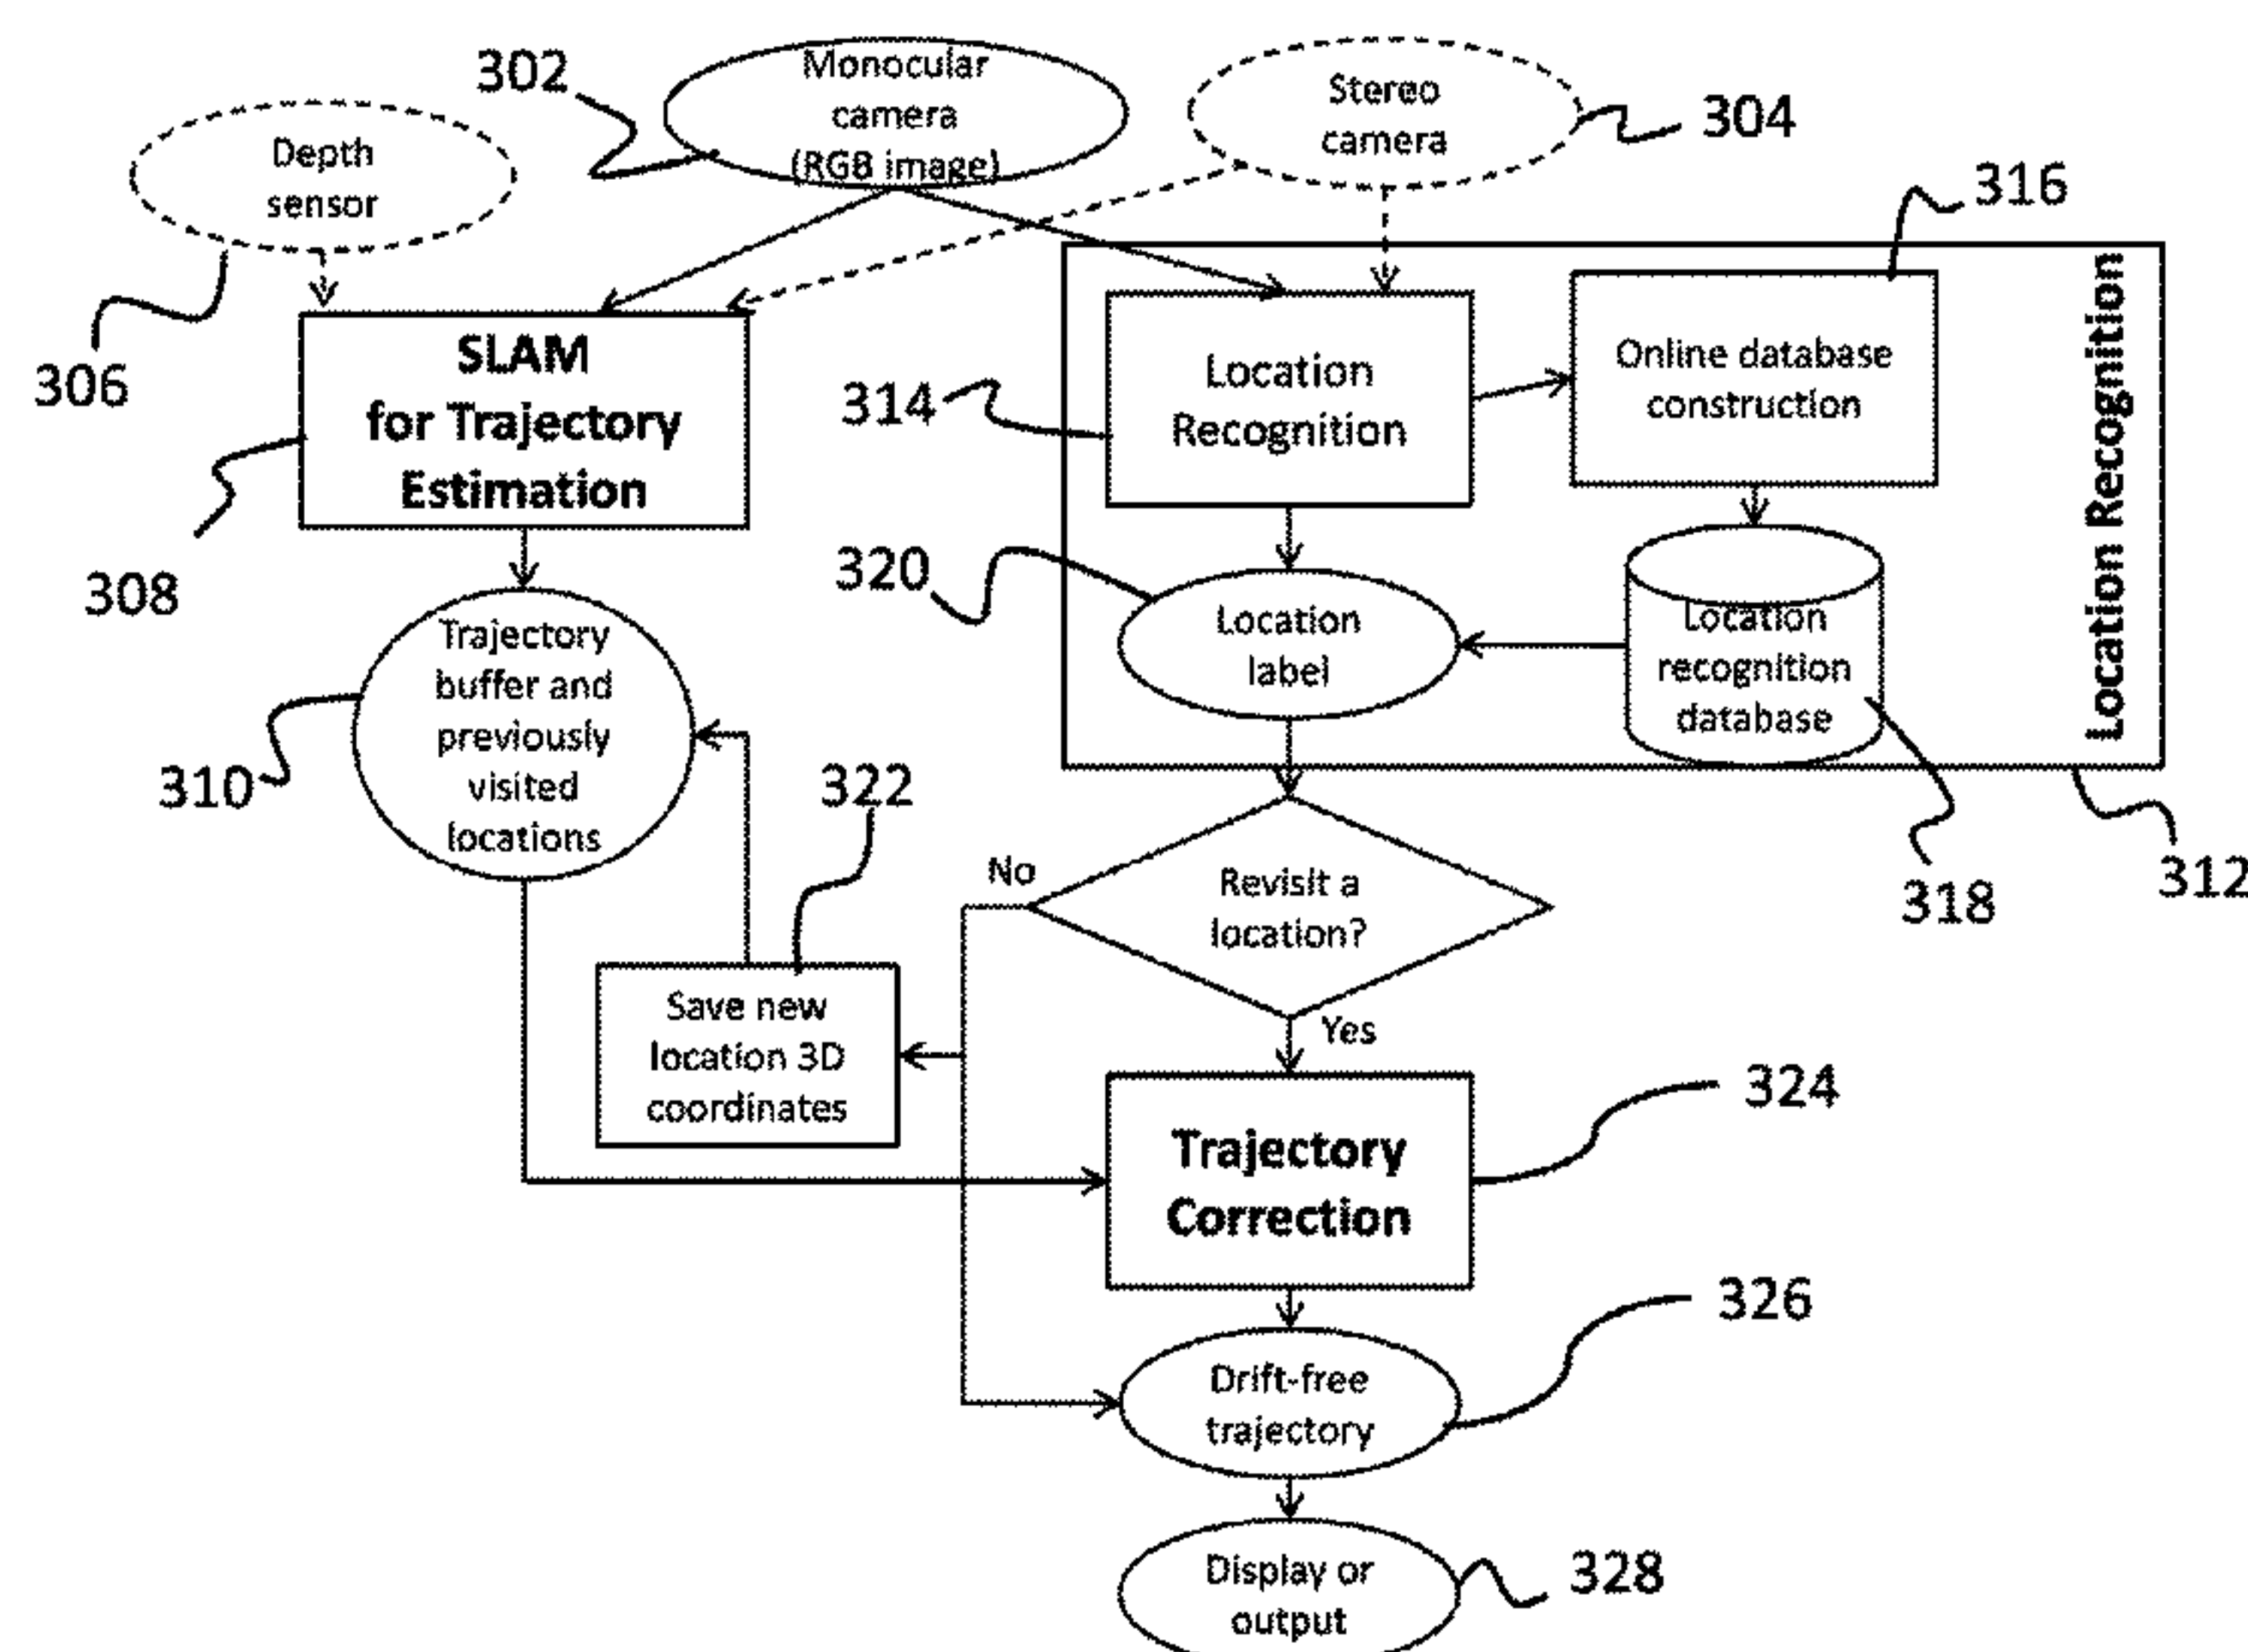 302
Monocular
camera
(RGB image)
Stereo
camera
304
Depth
sensor
316
306
SLAM
for Trajectory
Estimation
314
Location
Recognition
Online database
construction
Location Recognition
308
320
Location
label
Location
recognition
database
Trajectory
buffer and
previously
visited
locations
310
322
No
Revisit a
location?
318
312
Save new
location 3D
coordinates
Yes
324
Trajectory
Correction
326
Drift-free
trajectory
Display or
output
328